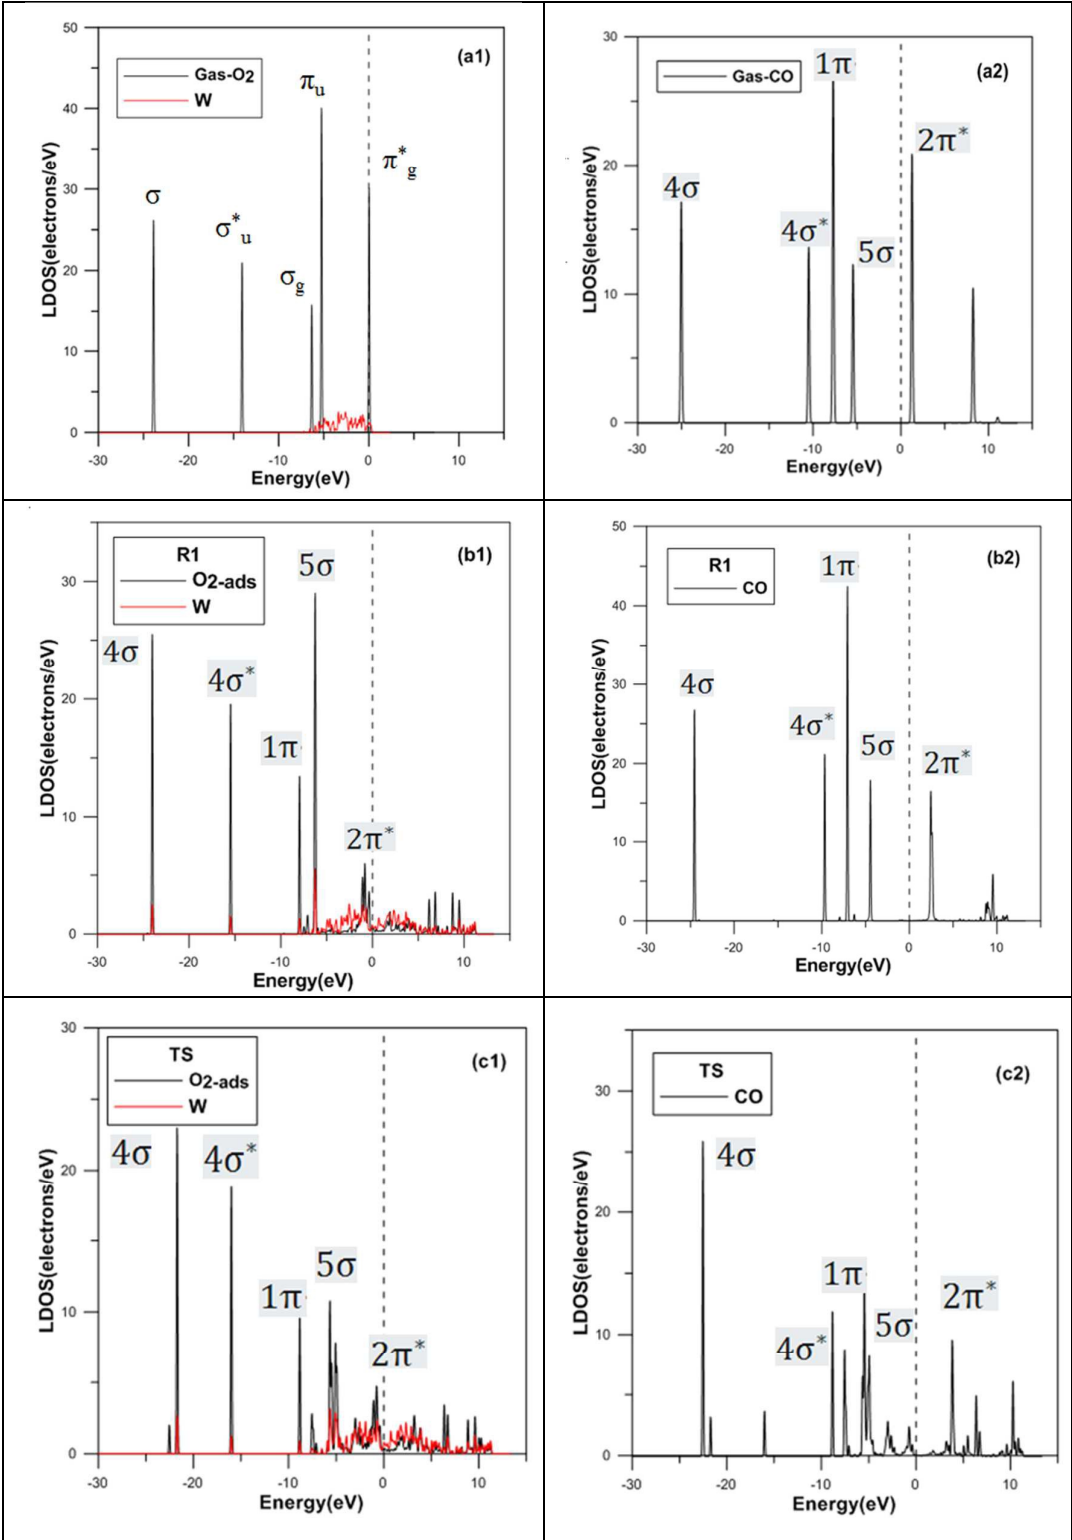 (a1)
Gas-O2
W
σ
σ*u
σg
πu
π*g
50
40
30
20
10
0
-30 -20 -10 0 10
LDOS(electrons/eV)
Energy(eV)
(a2)
Gas-CO
4σ
4σ*
1π
5σ
2π*
30
20
10
0
-30 -20 -10 0 10
LDOS(electrons/eV)
Energy(eV)
(b1)
R1
O2-ads
W
4σ
4σ*
1π
5σ
2π*
30
20
10
0
-30 -20 -10 0 10
LDOS(electrons/eV)
Energy(eV)
(b2)
R1
CO
4σ
4σ*
1π
5σ
2π*
50
40
30
20
10
0
-30 -20 -10 0 10
LDOS(electrons/eV)
Energy(eV)
(c1)
TS
O2-ads
W
4σ
4σ*
1π
5σ
2π*
30
20
10
0
-30 -20 -10 0 10
LDOS(electrons/eV)
Energy(eV)
(c2)
TS
CO
4σ
4σ*
1π
5σ
2π*
30
20
10
0
-30 -20 -10 0 10
LDOS(electrons/eV)
Energy(eV)